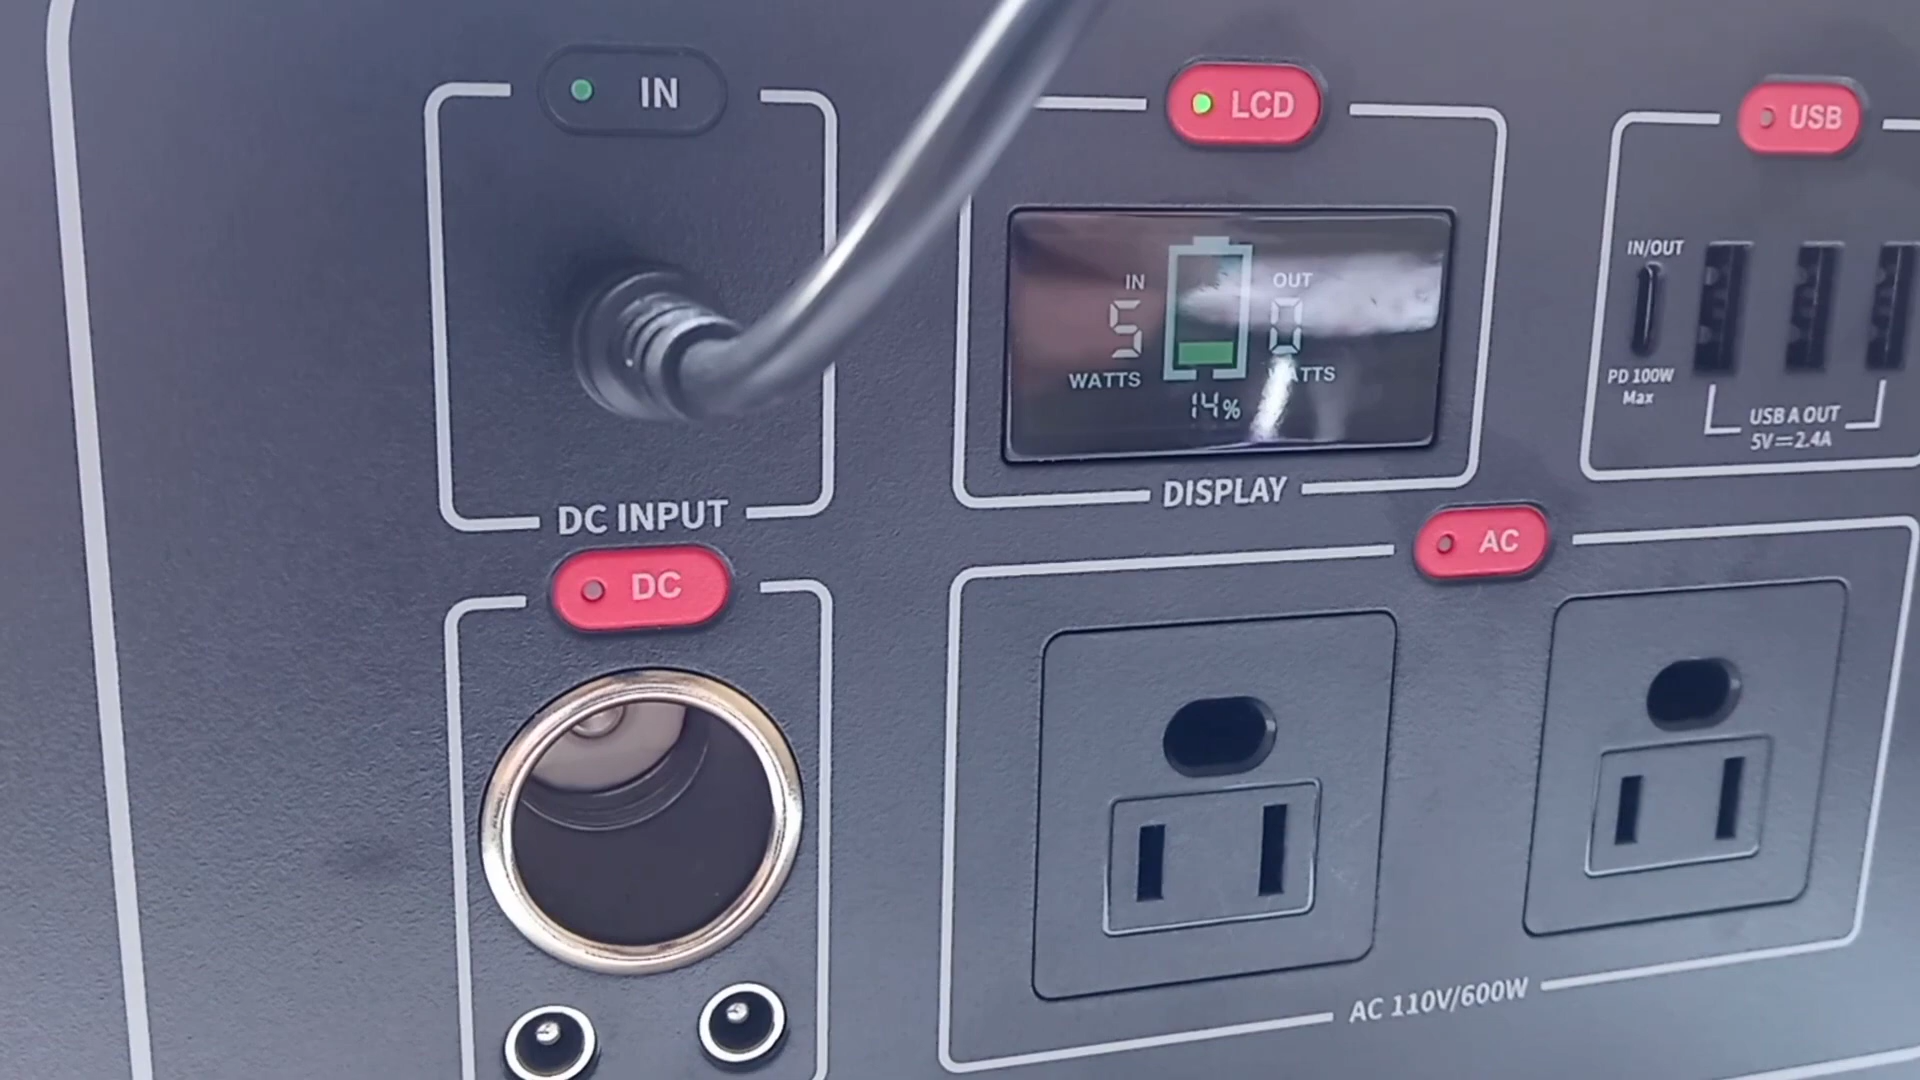 IN
LCD
USB
IN
OUT
5
0
WATTS
WATTS
14%
IN/OUT
PD 100W
Max
USB A OUT
5V⎓2.4A
DC INPUT
DISPLAY
DC
AC
AC 110V/600W